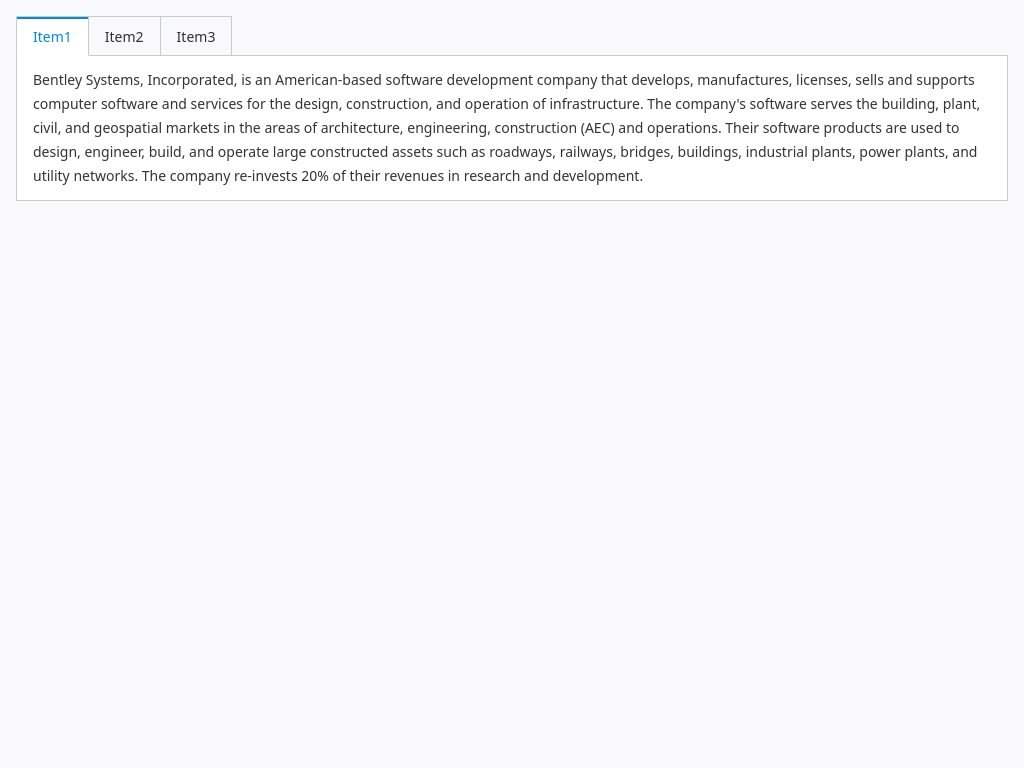 Item1 Item2 Item3
Bentley Systems, Incorporated, is an American-based software development company that develops, manufactures, licenses, sells and supports
computer software and services for the design, construction, and operation of infrastructure. The company's software serves the building, plant,
civil, and geospatial markets in the areas of architecture, engineering, construction (AEC) and operations. Their software products are used to
design, engineer, build, and operate large constructed assets such as roadways, railways, bridges, buildings, industrial plants, power plants, and
utility networks. The company re-invests 20% of their revenues in research and development.